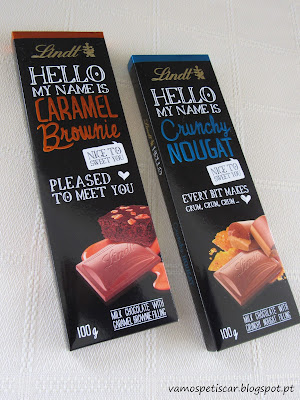 Lindt
HELLO
MY NAME IS
CARAMEL
Brownie
NICE TO
SWEET YOU
PLEASED
TO MEET YOU
Lindt
MILK CHOCOLATE WITH
CARAMEL BROWNIE FILLING
100g
Lindt
HELLO
MY NAME IS
Crunchy
NOUGAT
NICE TO
SWEET YOU
EVERY BIT MAKES
CRUM, CRUM, CRUM...
MILK CHOCOLATE WITH
CRUNCHY NOUGAT FILLING
100g
vamospetiscar.blogspot.pt